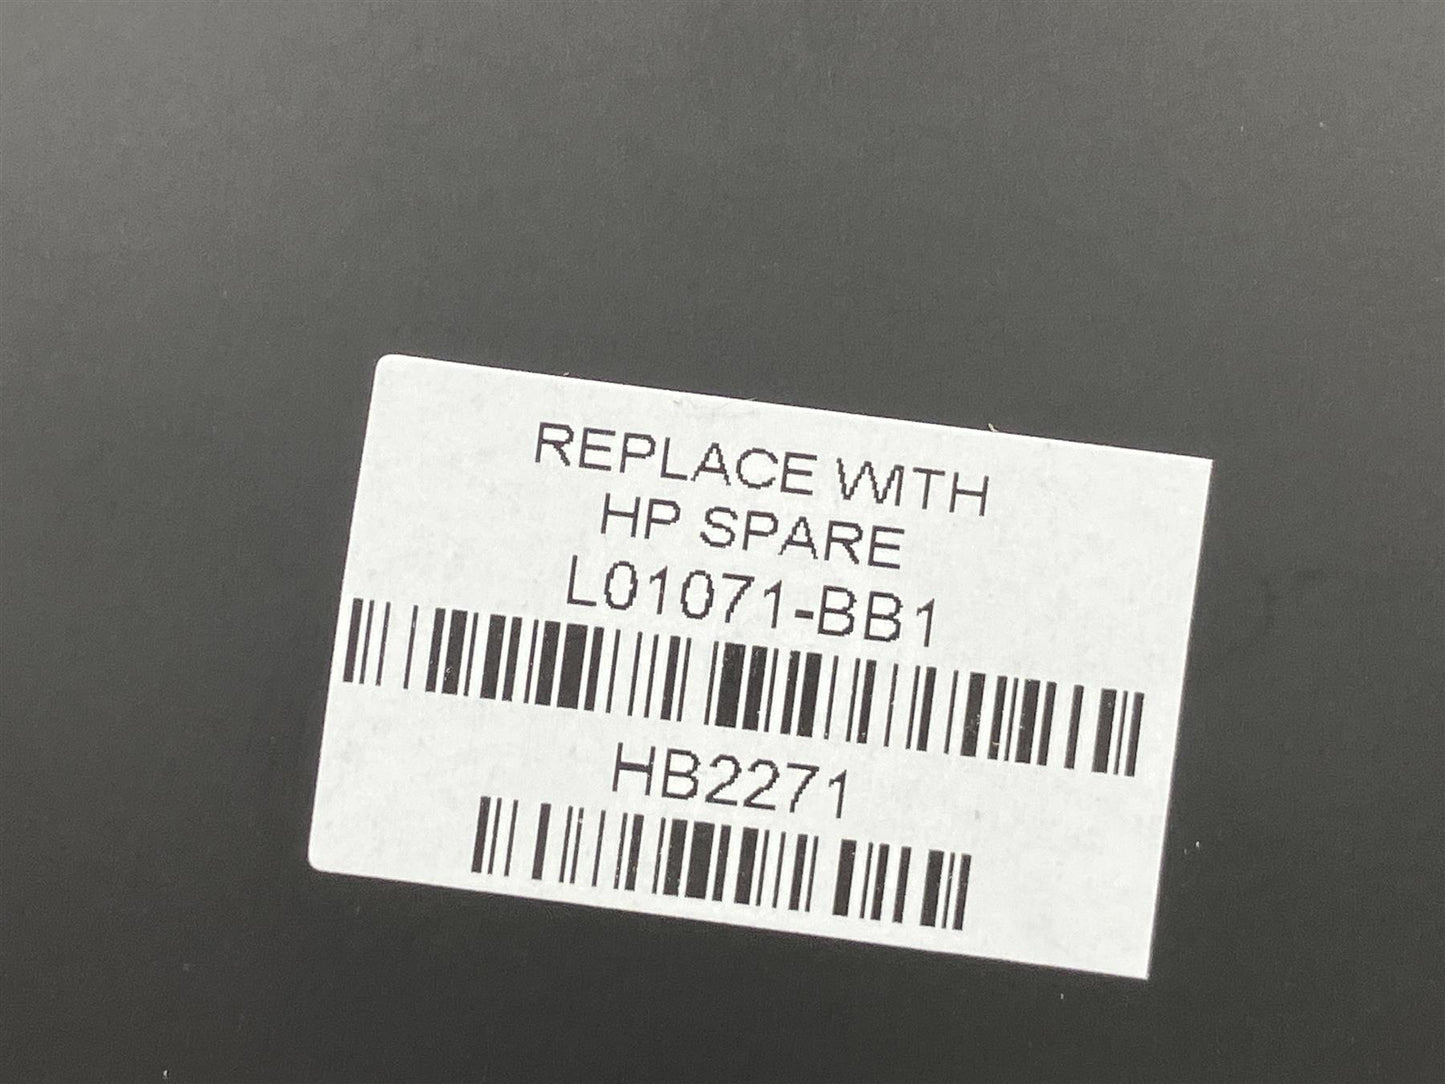 REPLACE WITH
HP SPARE
L01071-BB1
HB2271